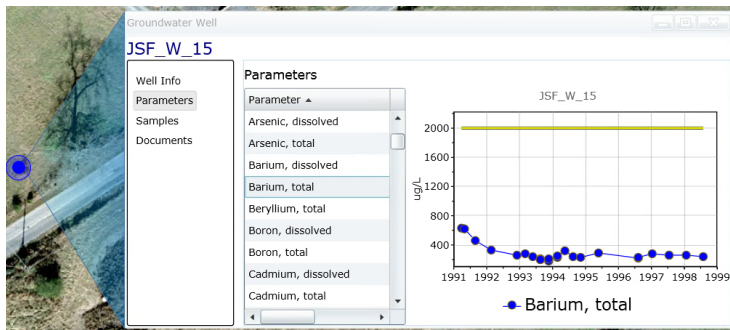 Groundwater Well
JSF_W_15
Well Info
Parameters
Samples
Documents
Parameters
Parameter
Arsenic, dissolved
Arsenic, total
Barium, dissolved
Barium, total
Beryllium, total
Boron, dissolved
Boron, total
Cadmium, dissolved
Cadmium, total
JSF_W_15
ug/L
2000
1600
1200
800
400
1991 1992 1993 1994 1995 1996 1997 1998 1999
Barium, total